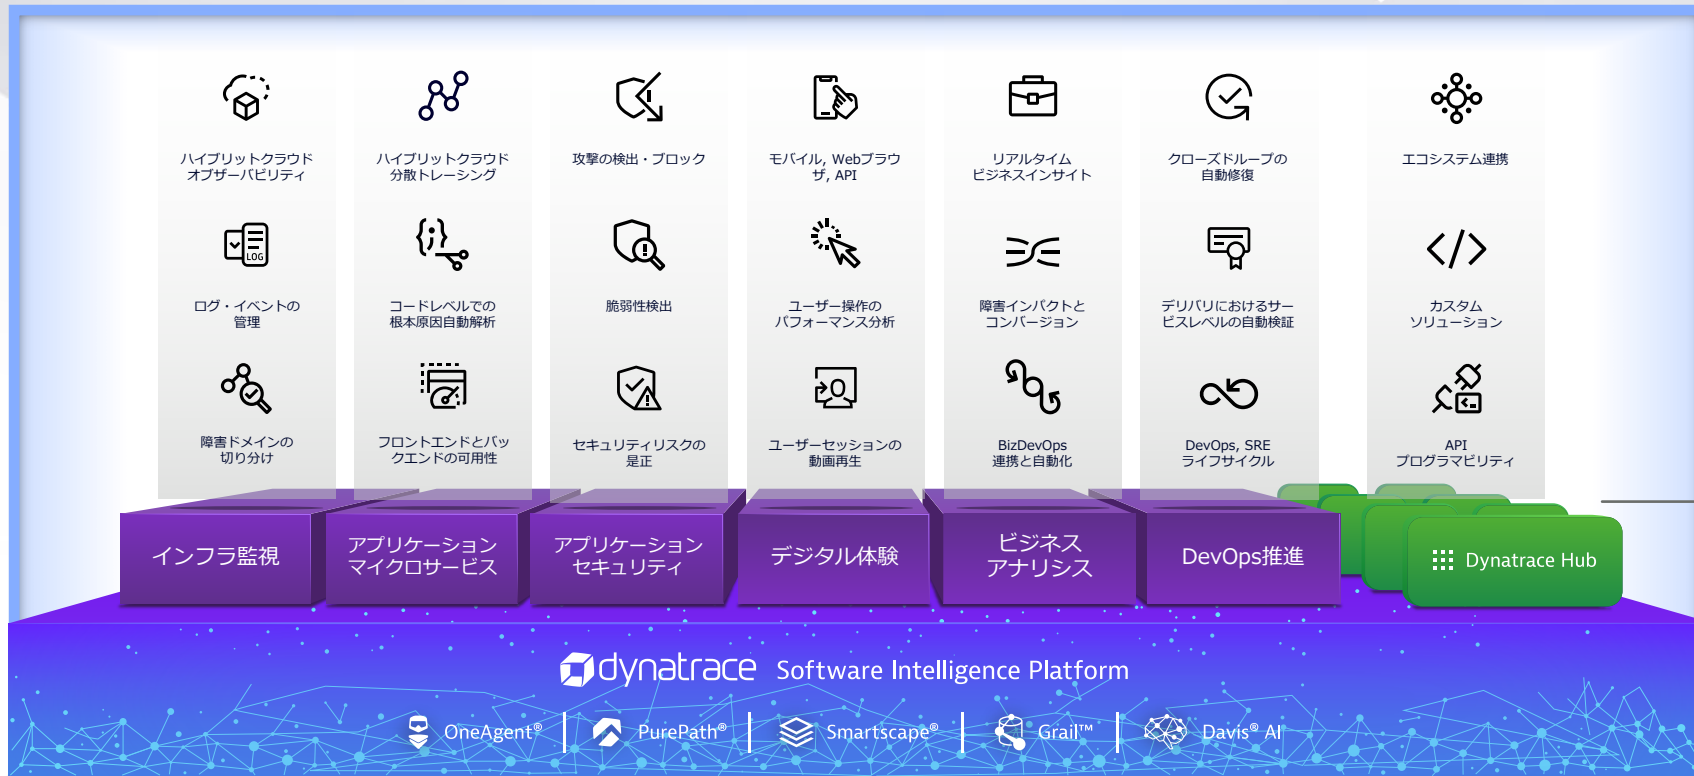 ハイブリットクラウド
オブザーバビリティ
ハイブリットクラウド
分散トレーシング
攻撃の検出・ブロック
モバイル, Webブラウ
ザ, API
リアルタイム
ビジネスインサイト
クローズドループの
自動修復
エコシステム連携
LOG
ログ・イベントの
管理
コードレベルでの
根本原因自動解析
脆弱性検出
ユーザー操作の
パフォーマンス分析
障害インパクトと
コンバージョン
デリバリにおけるサー
ビスレベルの自動検証
カスタム
ソリューション
障害ドメインの
切り分け
フロントエンドとバッ
クエンドの可用性
セキュリティリスクの
是正
ユーザーセッションの
動画再生
BizDevOps
連携と自動化
DevOps, SRE
ライフサイクル
API
プログラマビリティ
インフラ監視
アプリケーション
マイクロサービス
アプリケーション
セキュリティ
デジタル体験
ビジネス
アナリシス
DevOps推進
Dynatrace Hub
dynatrace Software Intelligence Platform
OneAgent® PurePath® Smartscape® Grail™ Davis® AI